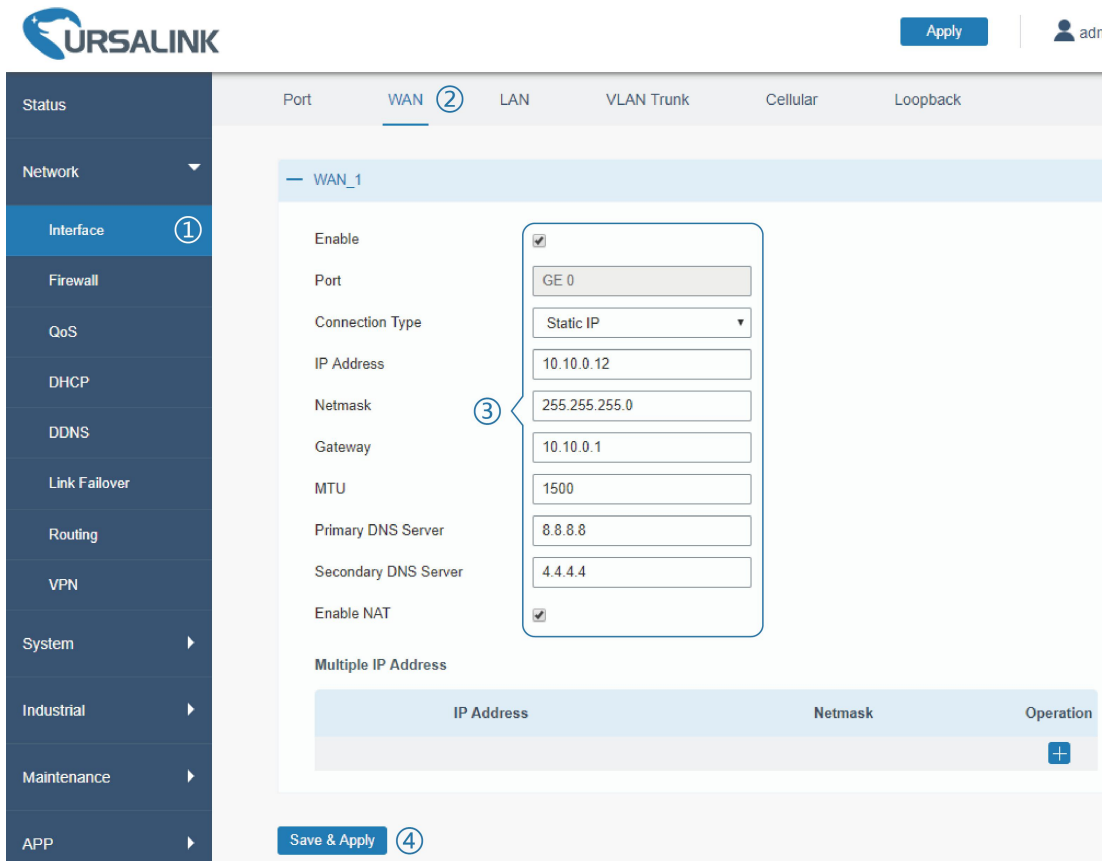 URSALINK
Apply
adm
Status
Port WAN ② LAN VLAN Trunk Cellular Loopback
Network
WAN_1
Interface ①
Enable
Firewall
Port GE 0
QoS
Connection Type Static IP
IP Address 10.10.0.12
DHCP
Netmask ③ 255.255.255.0
DDNS
Gateway 10.10.0.1
Link Failover
MTU 1500
Routing
Primary DNS Server 8.8.8.8
VPN
Secondary DNS Server 4.4.4.4
Enable NAT
System
Multiple IP Address
Industrial
IP Address Netmask Operation
Maintenance
APP
Save & Apply ④